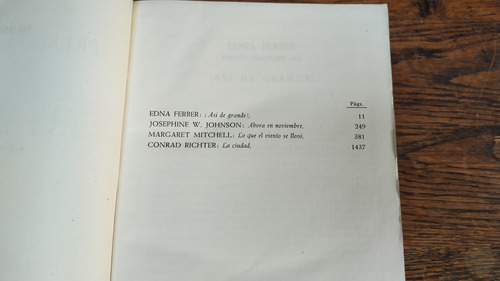 Págs.
EDNA FERBER: ¡Así de grande!, 11
JOSEPHINE W. JOHNSON: Ahora en noviembre, 249
MARGARET MITCHELL: Lo que el viento se llevó, 381
CONRAD RICHTER: La ciudad, 1437